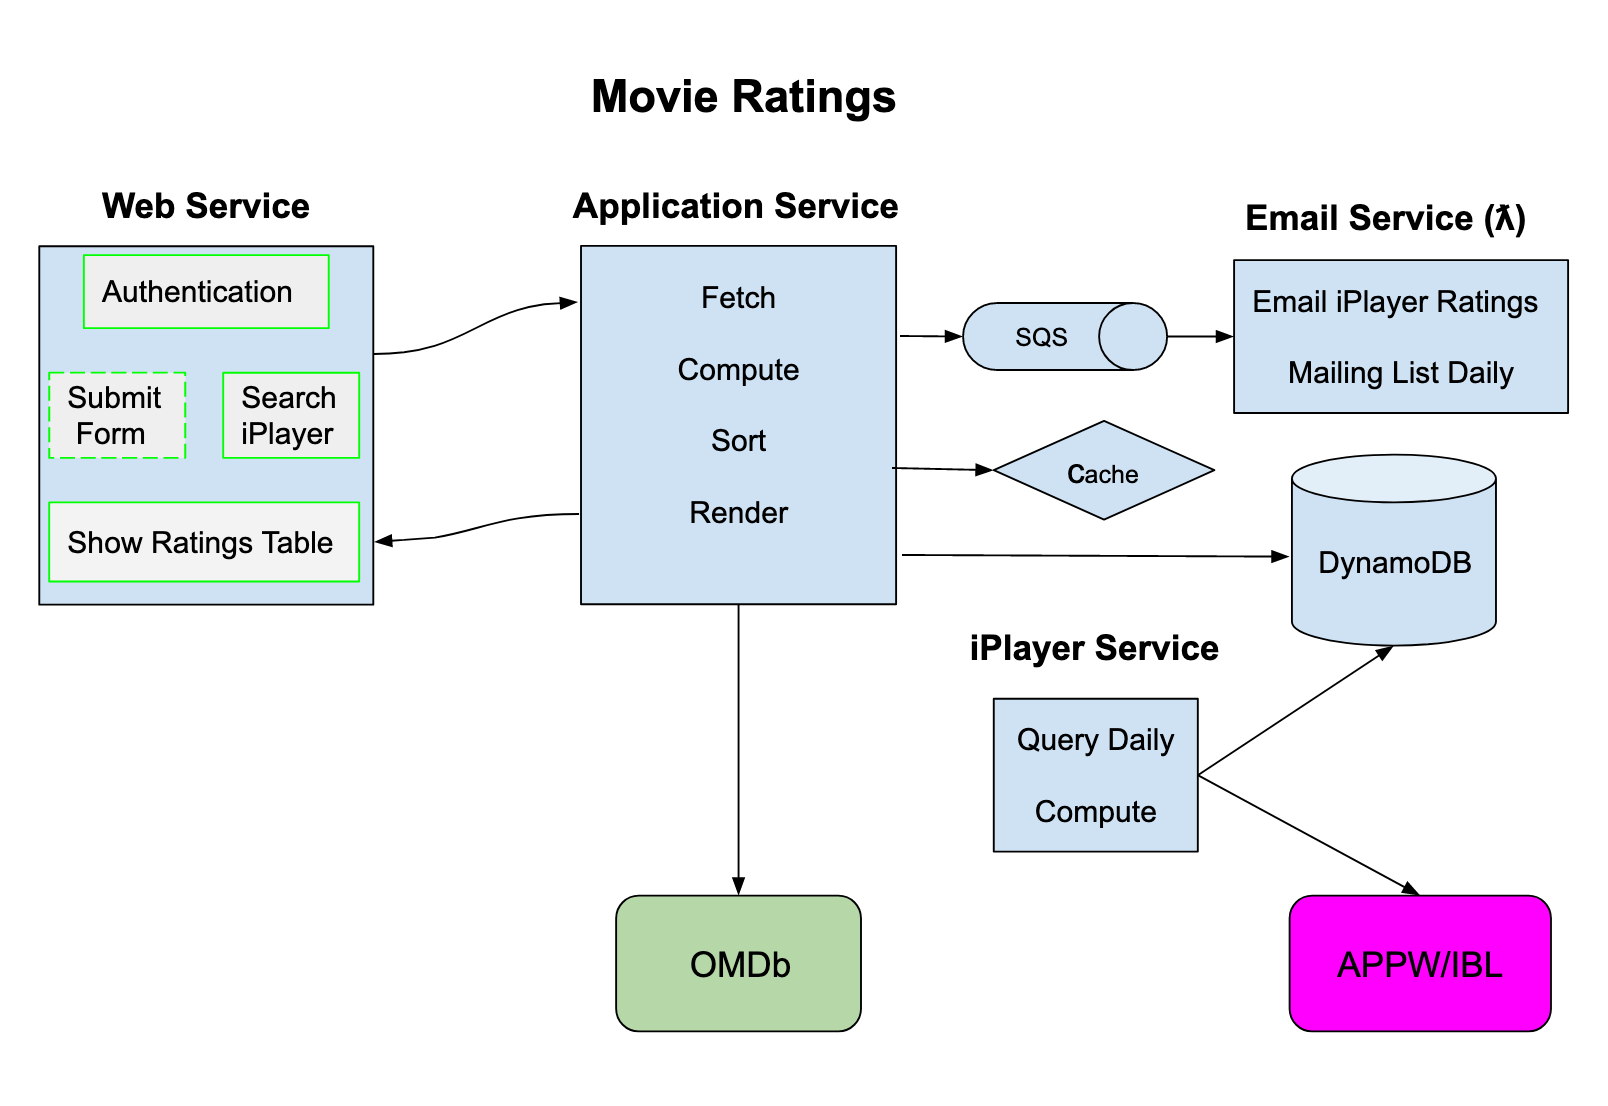 Movie Ratings
Web Service
Authentication
Submit
Form
Search
iPlayer
Show Ratings Table
Application Service
Fetch
Compute
Sort
Render
SQS
Cache
Email Service (ƛ)
Email iPlayer Ratings
Mailing List Daily
DynamoDB
iPlayer Service
Query Daily
Compute
OMDb
APPW/IBL